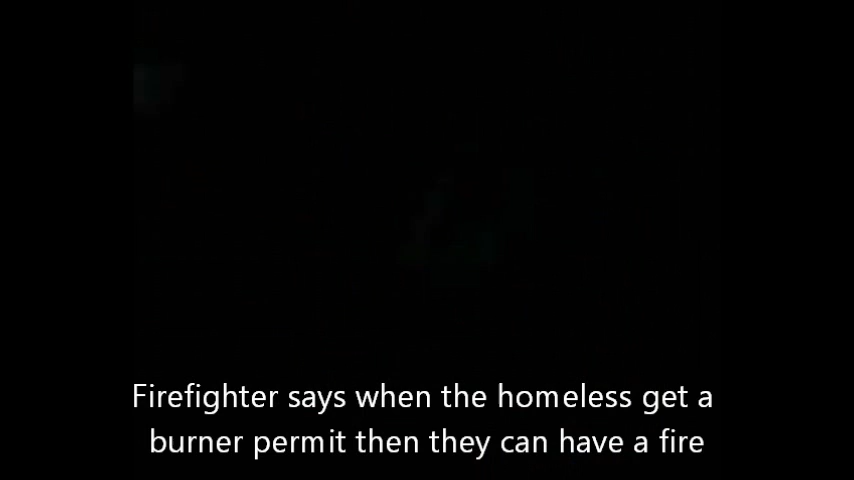 Firefighter says when the homeless get a
burner permit then they can have a fire